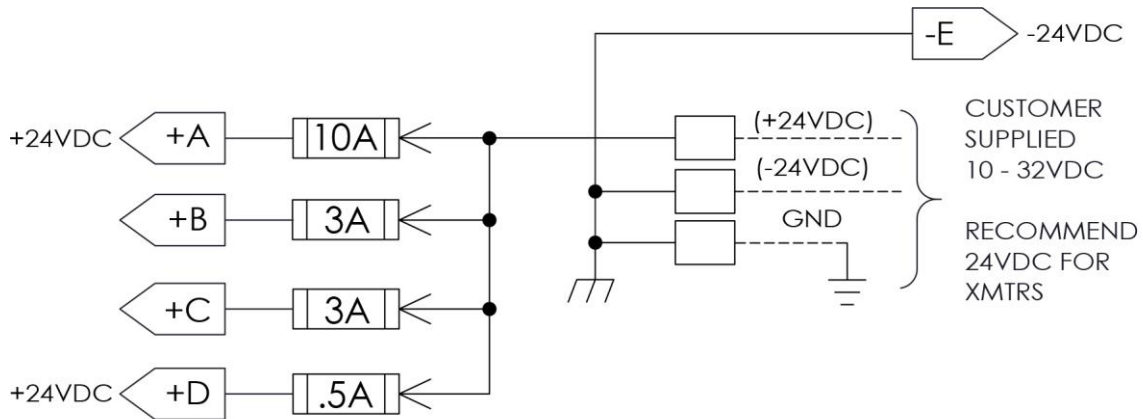 -E
-24VDC
+24VDC
+A
10A
(+24VDC)
CUSTOMER
SUPPLIED
10 - 32VDC
(-24VDC)
+B
3A
GND
RECOMMEND
24VDC FOR
XMTRS
+C
3A
+24VDC
+D
.5A